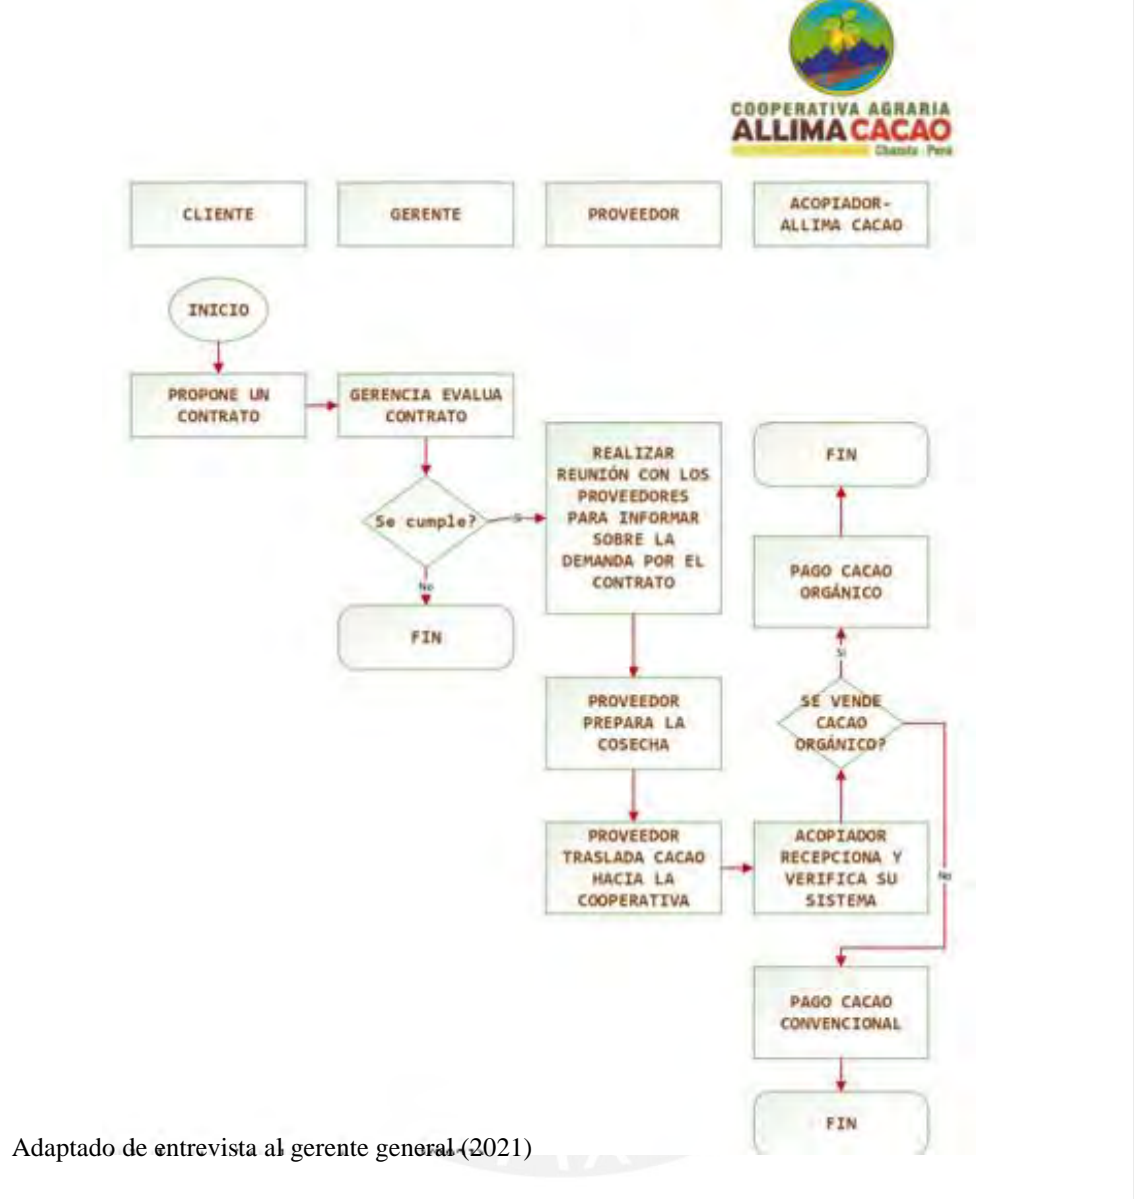 COOPERATIVA AGRARIA
ALLIMA CACAO
Chazuta - Perú
CLIENTE
GERENTE
PROVEEDOR
ACOPIADOR-
ALLIMA CACAO
INICIO
PROPONE UN
CONTRATO
GERENCIA EVALUA
CONTRATO
Se cumple?
Si
No
FIN
REALIZAR
REUNIÓN CON LOS
PROVEEDORES
PARA INFORMAR
SOBRE LA
DEMANDA POR EL
CONTRATO
PROVEEDOR
PREPARA LA
COSECHA
PROVEEDOR
TRASLADA CACAO
HACIA LA
COOPERATIVA
ACOPIADOR
RECEPCIONA Y
VERIFICA SU
SISTEMA
SE VENDE
CACAO
ORGÁNICO?
Si
PAGO CACAO
ORGÁNICO
FIN
No
PAGO CACAO
CONVENCIONAL
FIN
Adaptado de entrevista al gerente general (2021)